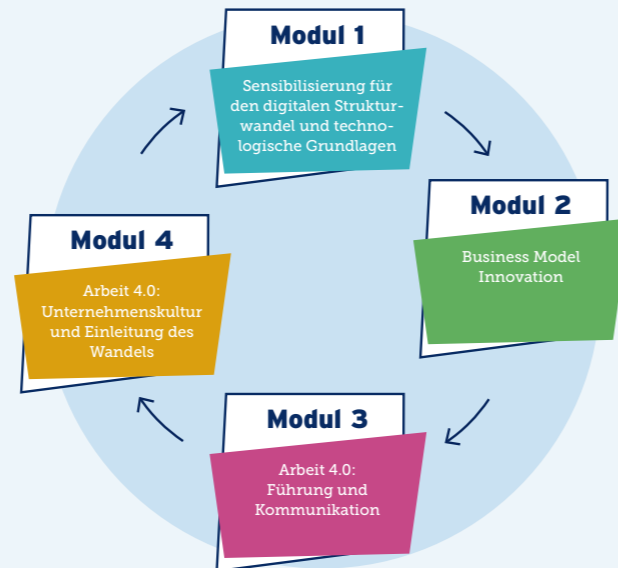 Modul 1
Sensibilisierung für
den digitalen Struktur-
wandel und techno-
logische Grundlagen
Modul 2
Business Model
Innovation
Modul 3
Arbeit 4.0:
Führung und
Kommunikation
Modul 4
Arbeit 4.0:
Unternehmenskultur
und Einleitung des
Wandels